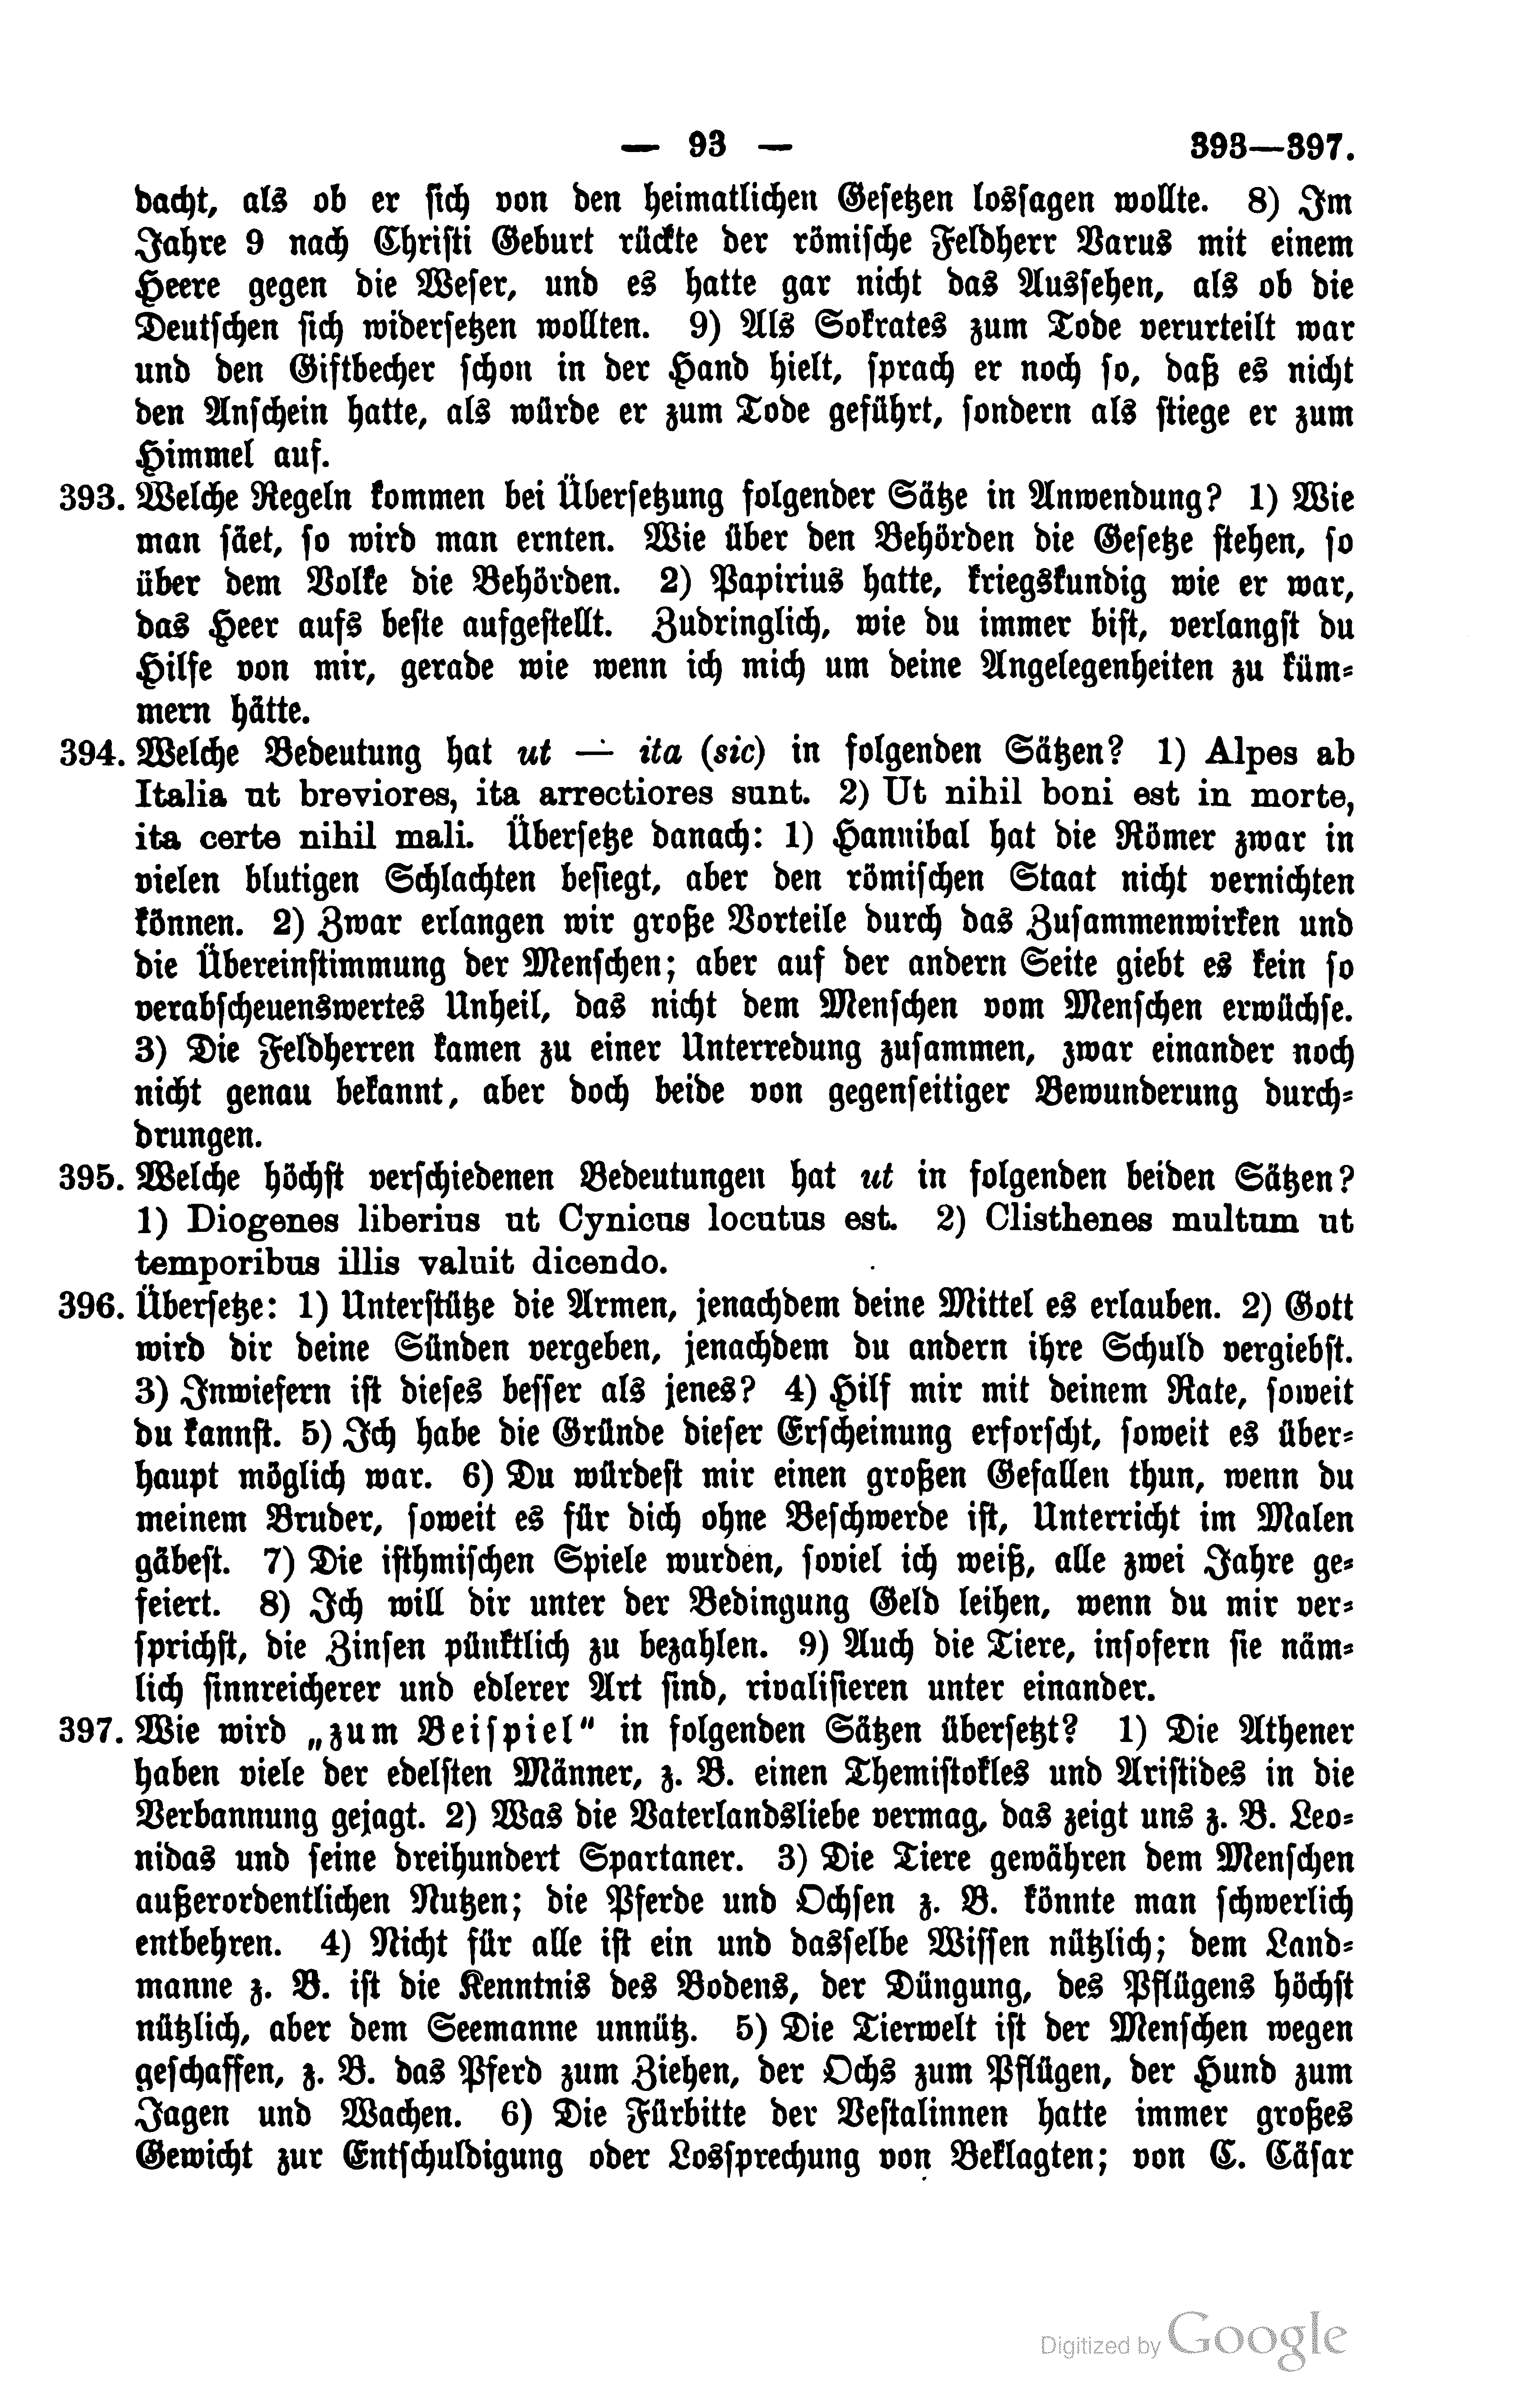 — 93 —
393—397.
dacht, als ob er sich von den heimatlichen Gesetzen lossagen wollte. 8) Im
Jahre 9 nach Christi Geburt rückte der römische Feldherr Varus mit einem
Heere gegen die Weser, und es hatte gar nicht das Aussehen, als ob die
Deutschen sich widersetzen wollten. 9) Als Sokrates zum Tode verurteilt war
und den Giftbecher schon in der Hand hielt, sprach er noch so, daß es nicht
den Anschein hatte, als würde er zum Tode geführt, sondern als stiege er zum
Himmel auf.
393. Welche Regeln kommen bei Übersetzung folgender Sätze in Anwendung? 1) Wie
man säet, so wird man ernten. Wie über den Behörden die Gesetze stehen, so
über dem Volke die Behörden. 2) Papirius hatte, kriegskundig wie er war,
das Heer aufs beste aufgestellt. Zudringlich, wie du immer bist, verlangst du
Hilfe von mir, gerade wie wenn ich mich um deine Angelegenheiten zu küm-
mern hätte.
394. Welche Bedeutung hat ut — ita (sic) in folgenden Sätzen? 1) Alpes ab
Italia ut breviores, ita arrectiores sunt. 2) Ut nihil boni est in morte,
ita certe nihil mali. Übersetze danach: 1) Hannibal hat die Römer zwar in
vielen blutigen Schlachten besiegt, aber den römischen Staat nicht vernichten
können. 2) Zwar erlangen wir große Vorteile durch das Zusammenwirken und
die Übereinstimmung der Menschen; aber auf der andern Seite giebt es kein so
verabscheuenswertes Unheil, das nicht dem Menschen vom Menschen erwüchse.
3) Die Feldherren kamen zu einer Unterredung zusammen, zwar einander noch
nicht genau bekannt, aber doch beide von gegenseitiger Bewunderung durch-
drungen.
395. Welche höchst verschiedenen Bedeutungen hat ut in folgenden beiden Sätzen?
1) Diogenes liberius ut Cynicus locutus est. 2) Clisthenes multum ut
temporibus illis valuit dicendo.
396. Übersetze: 1) Unterstütze die Armen, jenachdem deine Mittel es erlauben. 2) Gott
wird dir deine Sünden vergeben, jenachdem du andern ihre Schuld vergiebst.
3) Inwiefern ist dieses besser als jenes? 4) Hilf mir mit deinem Rate, soweit
du kannst. 5) Ich habe die Gründe dieser Erscheinung erforscht, soweit es über-
haupt möglich war. 6) Du würdest mir einen großen Gefallen thun, wenn du
meinem Bruder, soweit es für dich ohne Beschwerde ist, Unterricht im Malen
gäbest. 7) Die isthmischen Spiele wurden, soviel ich weiß, alle zwei Jahre ge-
feiert. 8) Ich will dir unter der Bedingung Geld leihen, wenn du mir ver-
sprichst, die Zinsen pünktlich zu bezahlen. 9) Auch die Tiere, insofern sie näm-
lich sinnreicherer und edlerer Art sind, rivalisieren unter einander.
397. Wie wird „zum Beispiel“ in folgenden Sätzen übersetzt? 1) Die Athener
haben viele der edelsten Männer, z. B. einen Themistokles und Aristides in die
Verbannung gejagt. 2) Was die Vaterlandsliebe vermag, das zeigt uns z. B. Leo-
nidas und seine dreihundert Spartaner. 3) Die Tiere gewähren dem Menschen
außerordentlichen Nutzen; die Pferde und Ochsen z. B. könnte man schwerlich
entbehren. 4) Nicht für alle ist ein und dasselbe Wissen nützlich; dem Land-
manne z. B. ist die Kenntnis des Bodens, der Düngung, des Pflügens höchst
nützlich, aber dem Seemanne unnütz. 5) Die Tierwelt ist der Menschen wegen
geschaffen, z. B. das Pferd zum Ziehen, der Ochs zum Pflügen, der Hund zum
Jagen und Wachen. 6) Die Fürbitte der Vestalinnen hatte immer großes
Gewicht zur Entschuldigung oder Lossprechung von Beklagten; von C. Cäsar
Digitized by Google